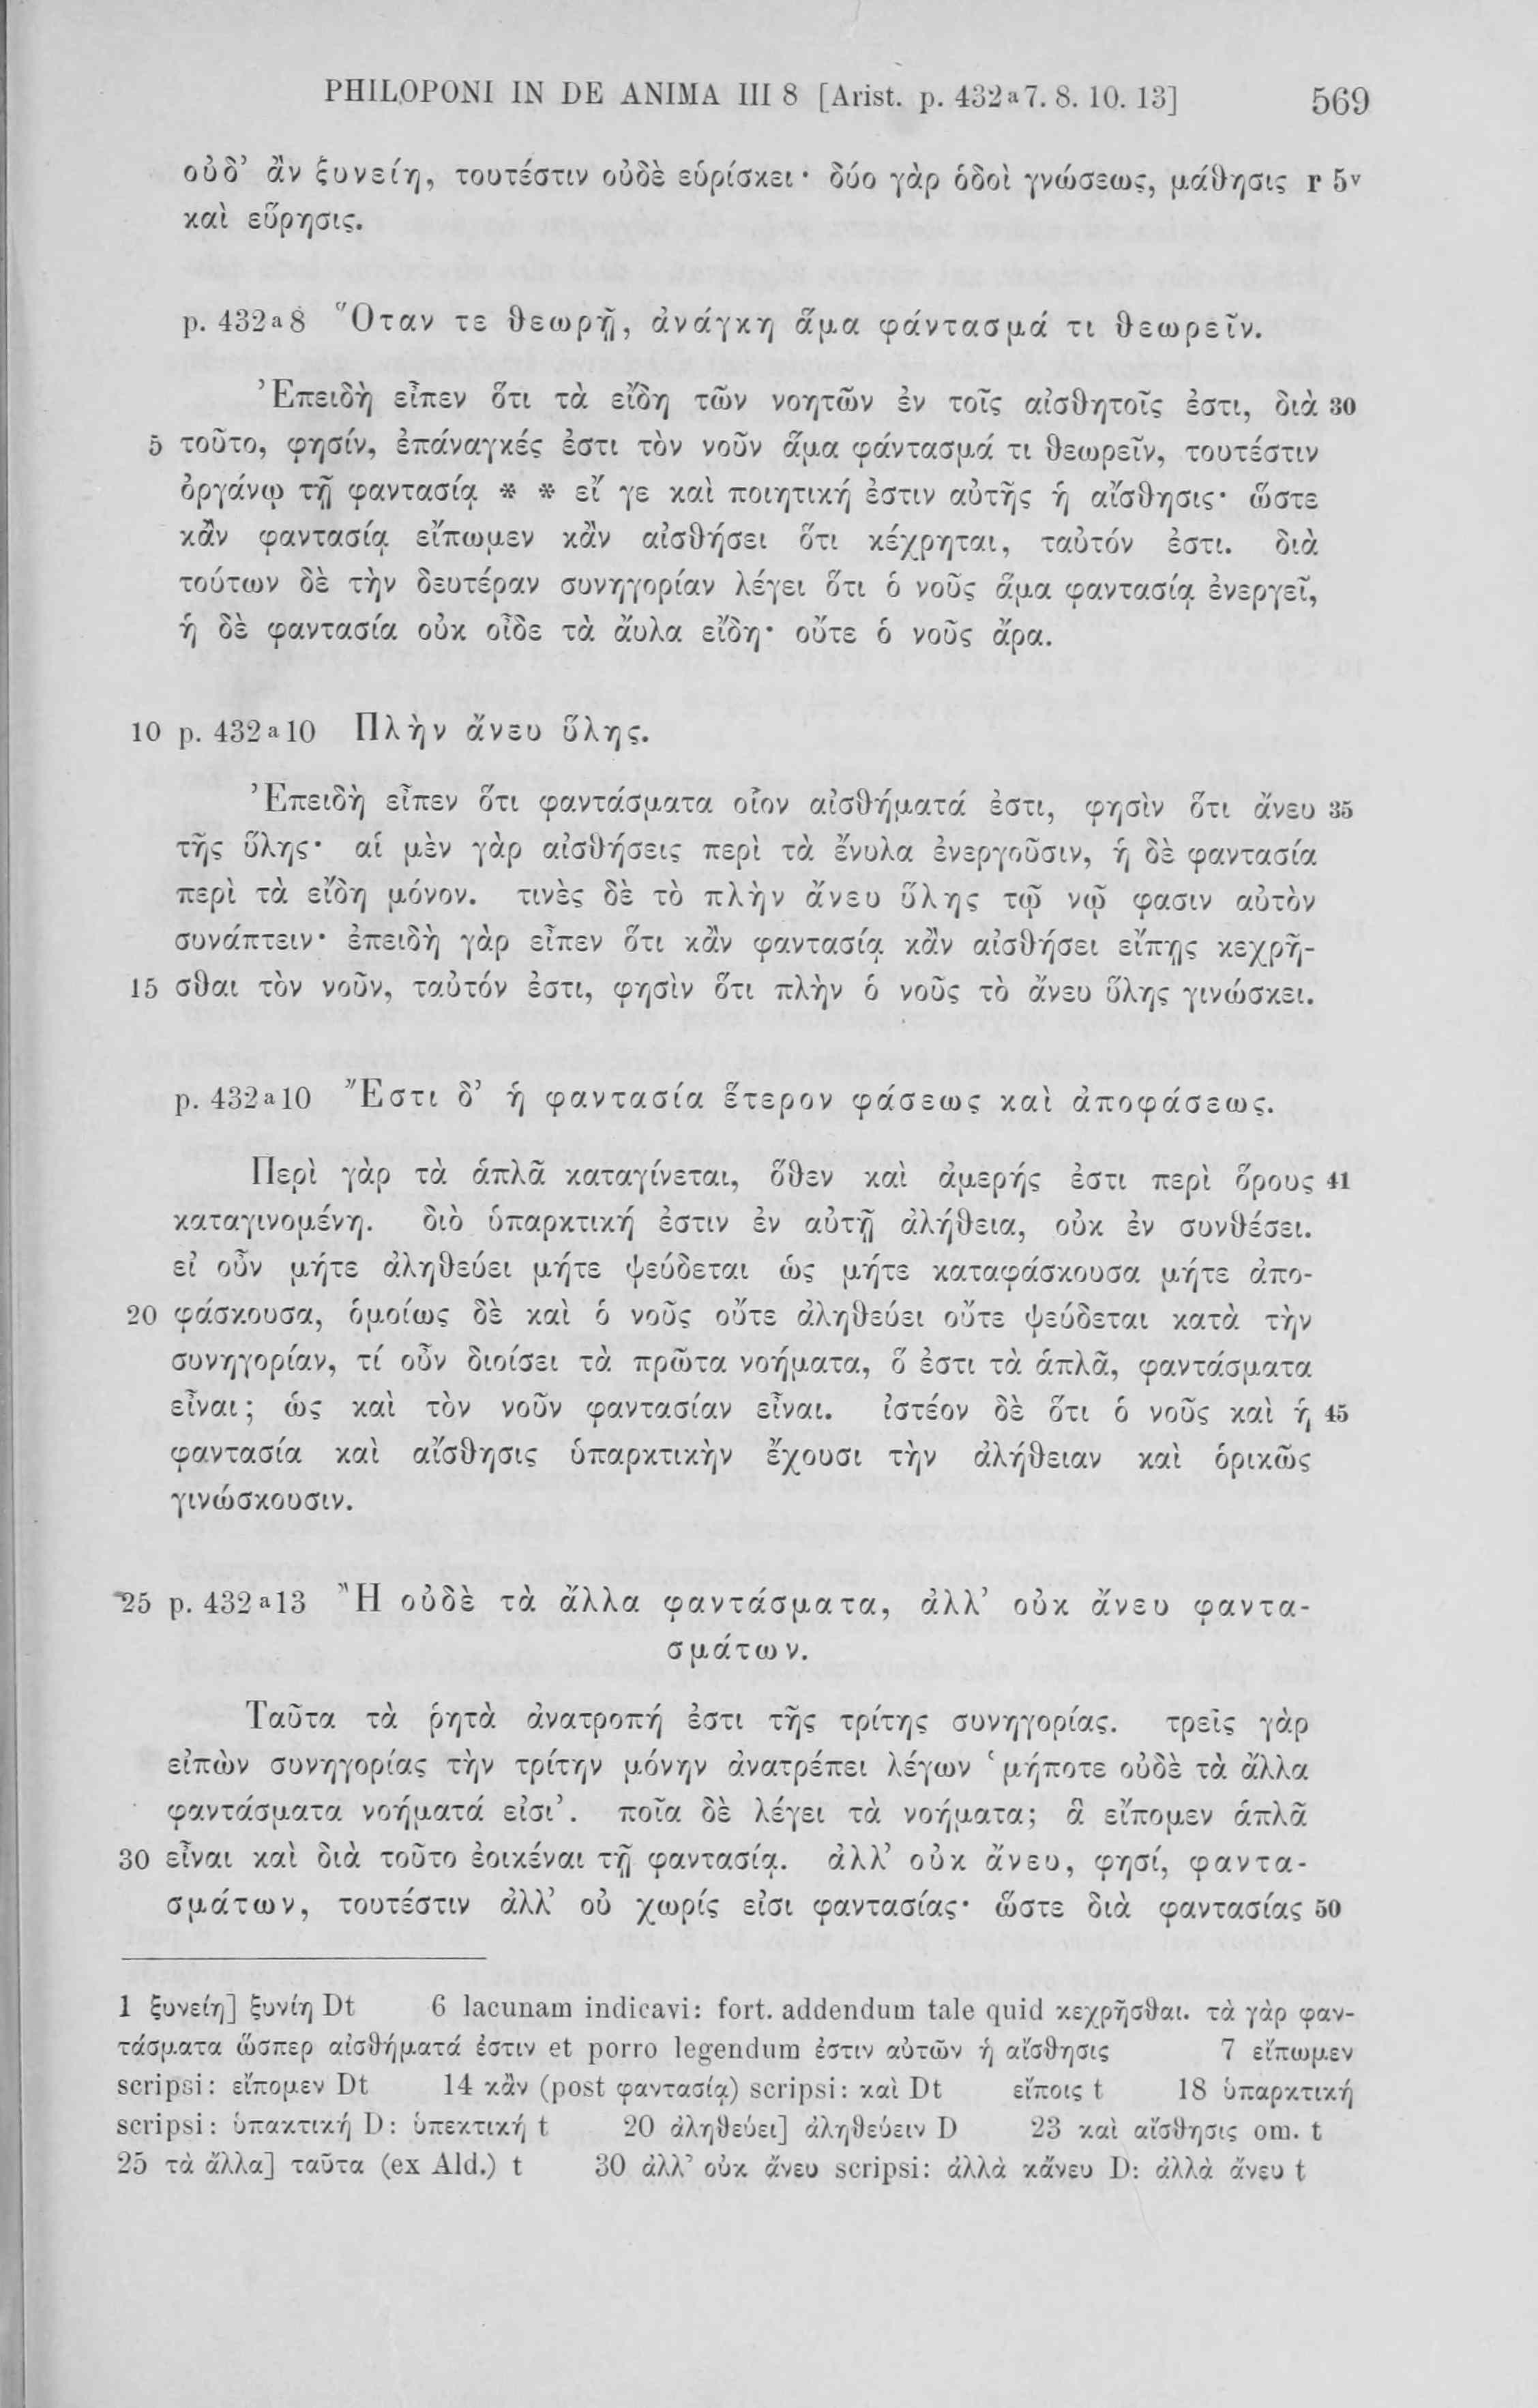 PHILOPONI IN DE ANIMA III 8 [Arist. p. 432ª7. 8. 10. 13] 569
οὐδ’ ἂν ξυνείη, τουτέστιν οὐδὲ εὑρίσκει· δύο γὰρ ὁδοὶ γνώσεως, μάθησις r 5ᵛ
καὶ εὕρησις.
p. 432ª8 Ὅταν τε θεωρῇ, ἀνάγκη ἅμα φάντασμά τι θεωρεῖν.
Ἐπειδὴ εἶπεν ὅτι τὰ εἴδη τῶν νοητῶν ἐν τοῖς αἰσθητοῖς ἐστι, διὰ 30
5 τοῦτο, φησίν, ἐπάναγκές ἐστι τὸν νοῦν ἅμα φάντασμά τι θεωρεῖν, τουτέστιν
ὀργάνῳ τῇ φαντασίᾳ * * εἴ γε καὶ ποιητική ἐστιν αὐτῆς ἡ αἴσθησις· ὥστε
κἂν φαντασίᾳ εἴπωμεν κἂν αἰσθήσει ὅτι κέχρηται, ταὐτόν ἐστι. διὰ
τούτων δὲ τὴν δευτέραν συνηγορίαν λέγει ὅτι ὁ νοῦς ἅμα φαντασίᾳ ἐνεργεῖ,
ἡ δὲ φαντασία οὐκ οἶδε τὰ ἄυλα εἴδη· οὔτε ὁ νοῦς ἄρα.
10 p. 432ª10 Πλὴν ἄνευ ὕλης.
Ἐπειδὴ εἶπεν ὅτι φαντάσματα οἷον αἰσθήματά ἐστι, φησὶν ὅτι ἄνευ 35
τῆς ὕλης· αἱ μὲν γὰρ αἰσθήσεις περὶ τὰ ἔνυλα ἐνεργοῦσιν, ἡ δὲ φαντασία
περὶ τὰ εἴδη μόνον. τινὲς δὲ τὸ πλὴν ἄνευ ὕλης τῷ νῷ φασιν αὐτὸν
συνάπτειν· ἐπειδὴ γὰρ εἶπεν ὅτι κἂν φαντασίᾳ κἂν αἰσθήσει εἴπῃς κεχρῆ-
15 σθαι τὸν νοῦν, ταὐτόν ἐστι, φησὶν ὅτι πλὴν ὁ νοῦς τὸ ἄνευ ὕλης γινώσκει.
p. 432ª10 Ἔστι δ’ ἡ φαντασία ἕτερον φάσεως καὶ ἀποφάσεως.
Περὶ γὰρ τὰ ἁπλᾶ καταγίνεται, ὅθεν καὶ ἀμερής ἐστι περὶ ὅρους 41
καταγινομένη. διὸ ὑπαρκτική ἐστιν ἐν αὐτῇ ἀλήθεια, οὐκ ἐν συνθέσει.
εἰ οὖν μήτε ἀληθεύει μήτε ψεύδεται ὡς μήτε καταφάσκουσα μήτε ἀπο-
20 φάσκουσα, ὁμοίως δὲ καὶ ὁ νοῦς οὔτε ἀληθεύει οὔτε ψεύδεται κατὰ τὴν
συνηγορίαν, τί οὖν διοίσει τὰ πρῶτα νοήματα, ὅ ἐστι τὰ ἁπλᾶ, φαντάσματα
εἶναι; ὡς καὶ τὸν νοῦν φαντασίαν εἶναι. ἰστέον δὲ ὅτι ὁ νοῦς καὶ ἡ 45
φαντασία καὶ αἴσθησις ὑπαρκτικὴν ἔχουσι τὴν ἀλήθειαν καὶ ὁρικῶς
γινώσκουσιν.
25 p. 432ª13 Ἢ οὐδὲ τὰ ἄλλα φαντάσματα, ἀλλ’ οὐκ ἄνευ φαντα-
σμάτων.
Ταῦτα τὰ ῥητὰ ἀνατροπή ἐστι τῆς τρίτης συνηγορίας. τρεῖς γὰρ
εἰπὼν συνηγορίας τὴν τρίτην μόνην ἀνατρέπει λέγων ‘μήποτε οὐδὲ τὰ ἄλλα
φαντάσματα νοήματά εἰσι’. ποῖα δὲ λέγει τὰ νοήματα; ἃ εἴπομεν ἁπλᾶ
30 εἶναι καὶ διὰ τοῦτο ἐοικέναι τῇ φαντασίᾳ. ἀλλ’ οὐκ ἄνευ, φησί, φαντα-
σμάτων, τουτέστιν ἀλλ’ οὐ χωρίς εἰσι φαντασίας· ὥστε διὰ φαντασίας 50
1 ξυνείη] ξυνίη Dt 6 lacunam indicavi: fort. addendum tale quid κεχρῆσθαι. τὰ γὰρ φαν-
τάσματα ὥσπερ αἰσθήματά ἐστιν et porro legendum ἐστιν αὐτῶν ἡ αἴσθησις 7 εἴπωμεν
scripsi: εἴπομεν Dt 14 κἂν (post φαντασίᾳ) scripsi: καὶ Dt εἴποις t 18 ὑπαρκτική
scripsi: ὑπακτική D: ὑπεκτική t 20 ἀληθεύει] ἀληθεύειν D 23 καὶ αἴσθησις om. t
25 τὰ ἄλλα] ταῦτα (ex Ald.) t 30 ἀλλ’ οὐκ ἄνευ scripsi: ἀλλὰ κἄνευ D: ἀλλὰ ἄνευ t